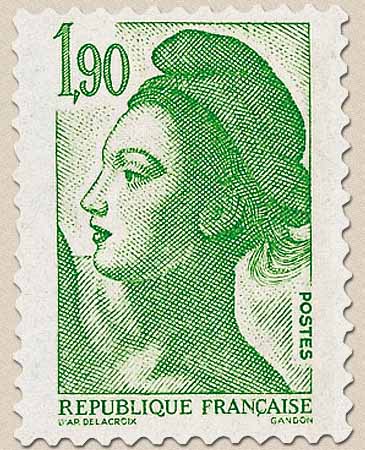 1,90
POSTES
REPUBLIQUE FRANÇAISE
D'AP. DELACROIX GANDON